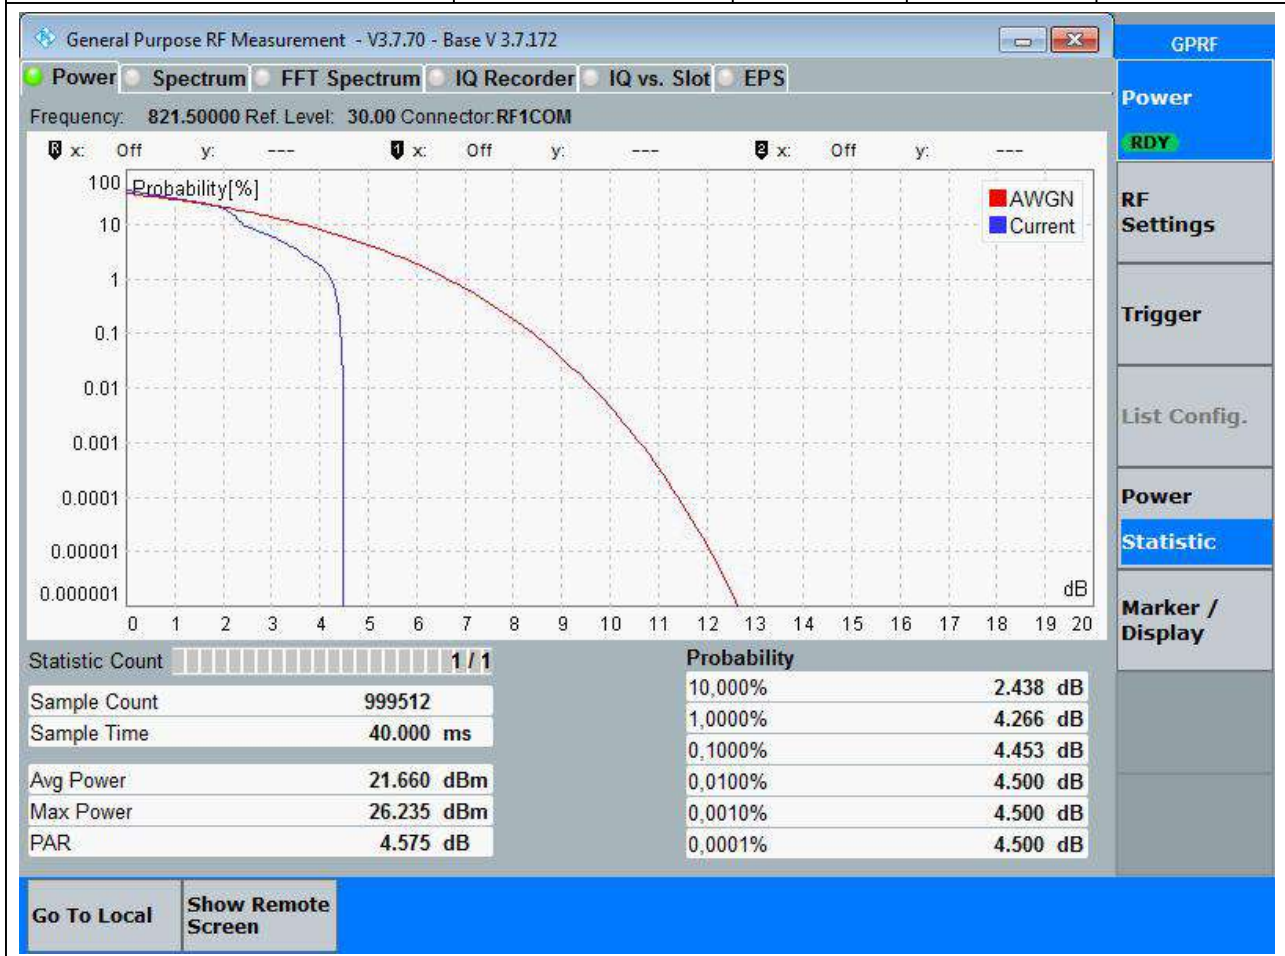 General Purpose RF Measurement - V3.7.70 - Base V 3.7.172
GPRF
Power Spectrum FFT Spectrum IQ Recorder IQ vs. Slot EPS
Frequency: 821.50000 Ref. Level: 30.00 Connector: RF1COM
R x: Off y: --- 1 x: Off y: --- 2 x: Off y: ---
Probability[%]
AWGN
Current
100
10
1
0.1
0.01
0.001
0.0001
0.00001
0.000001
dB
0 1 2 3 4 5 6 7 8 9 10 11 12 13 14 15 16 17 18 19 20
Statistic Count 1 / 1
Sample Count 999512
Sample Time 40.000 ms
Avg Power 21.660 dBm
Max Power 26.235 dBm
PAR 4.575 dB
Probability
10,000% 2.438 dB
1,0000% 4.266 dB
0,1000% 4.453 dB
0,0100% 4.500 dB
0,0010% 4.500 dB
0,0001% 4.500 dB
Power
RDY
RF
Settings
Trigger
List Config.
Power
Statistic
Marker /
Display
Go To Local
Show Remote
Screen